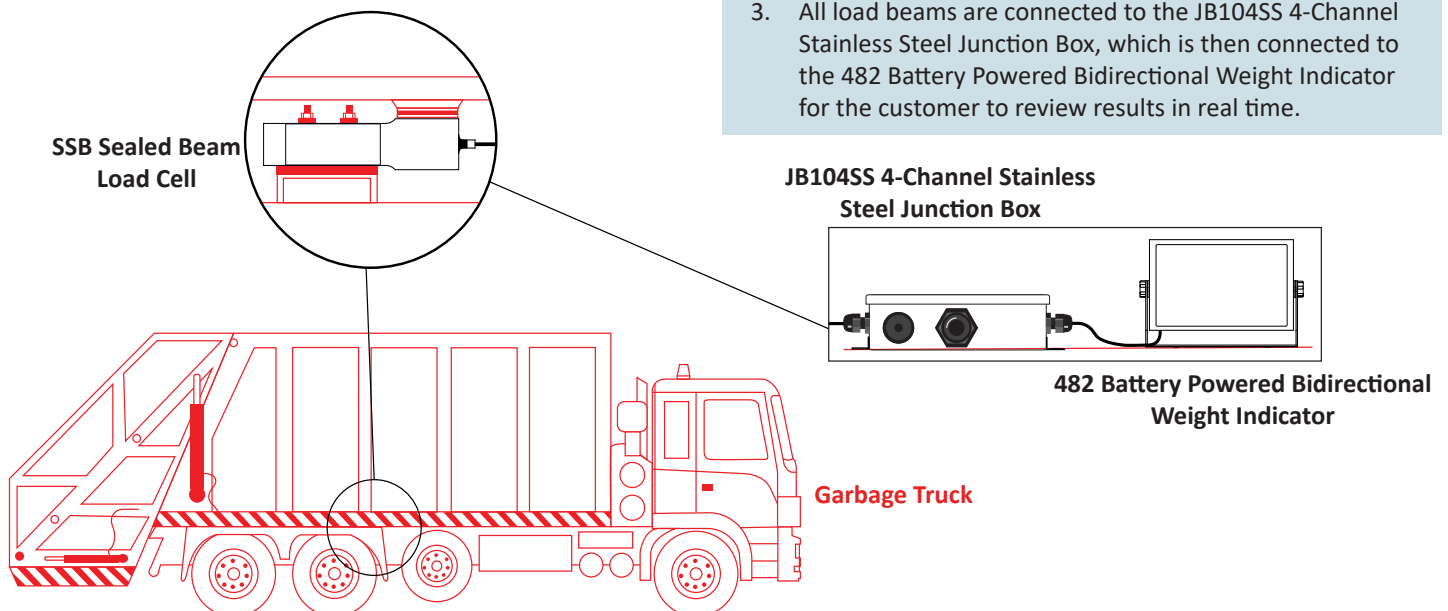 3. All load beams are connected to the JB104SS 4-Channel
Stainless Steel Junction Box, which is then connected to
the 482 Battery Powered Bidirectional Weight Indicator
for the customer to review results in real time.
SSB Sealed Beam
Load Cell
JB104SS 4-Channel Stainless
Steel Junction Box
482 Battery Powered Bidirectional
Weight Indicator
Garbage Truck